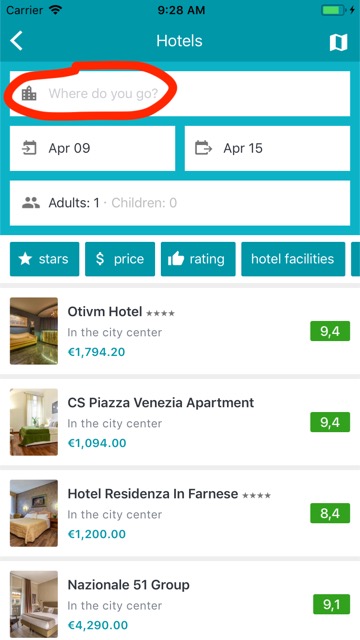 Carrier 9:28 AM
Hotels
Where do you go?
Apr 09 Apr 15
Adults: 1 · Children: 0
stars $ price rating hotel facilities
Otivm Hotel ★★★★
In the city center 9,4
€1,794.20
CS Piazza Venezia Apartment
In the city center 9,4
€1,094.00
Hotel Residenza In Farnese ★★★★
In the city center 8,4
€1,200.00
Nazionale 51 Group
In the city center 9,1
€4,290.00